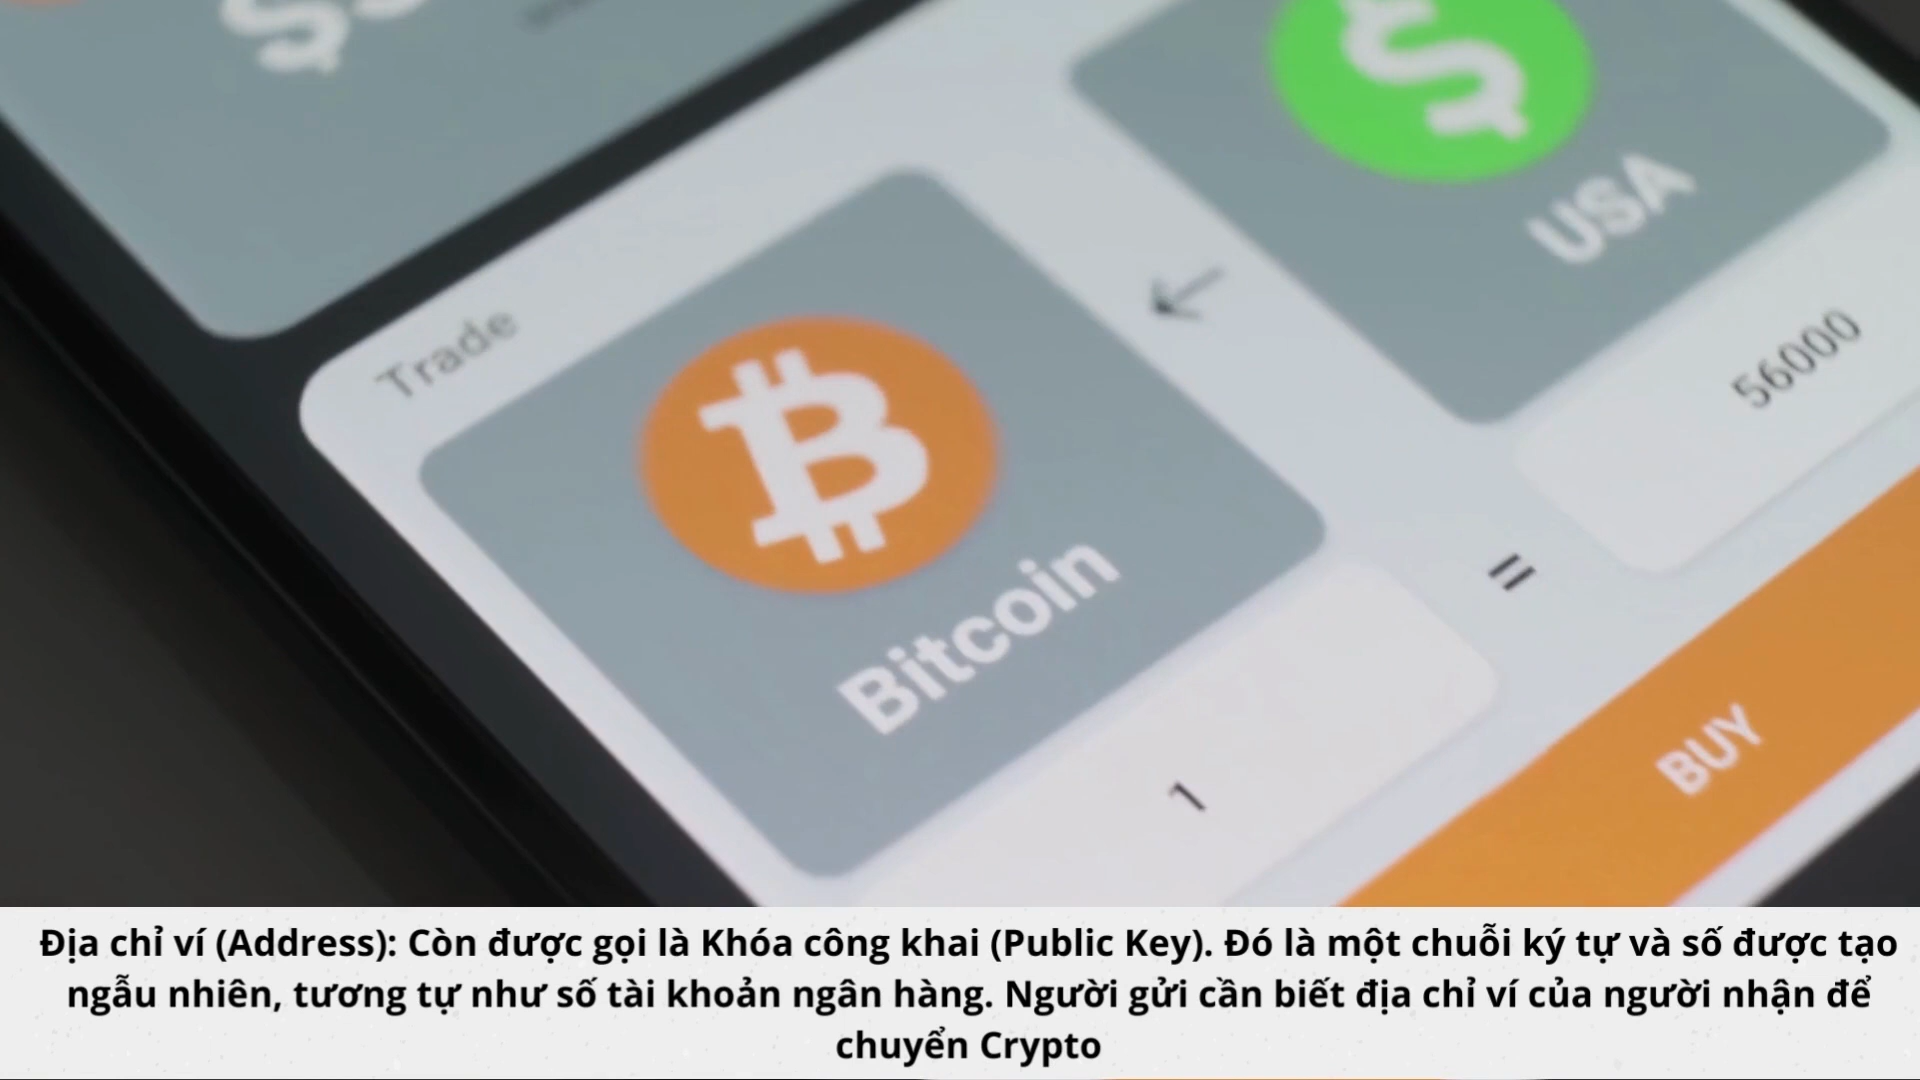 USA
56000
Trade
Bitcoin
=
1
BUY
Địa chỉ ví (Address): Còn được gọi là Khóa công khai (Public Key). Đó là một chuỗi ký tự và số được tạo
ngẫu nhiên, tương tự như số tài khoản ngân hàng. Người gửi cần biết địa chỉ ví của người nhận để
chuyển Crypto